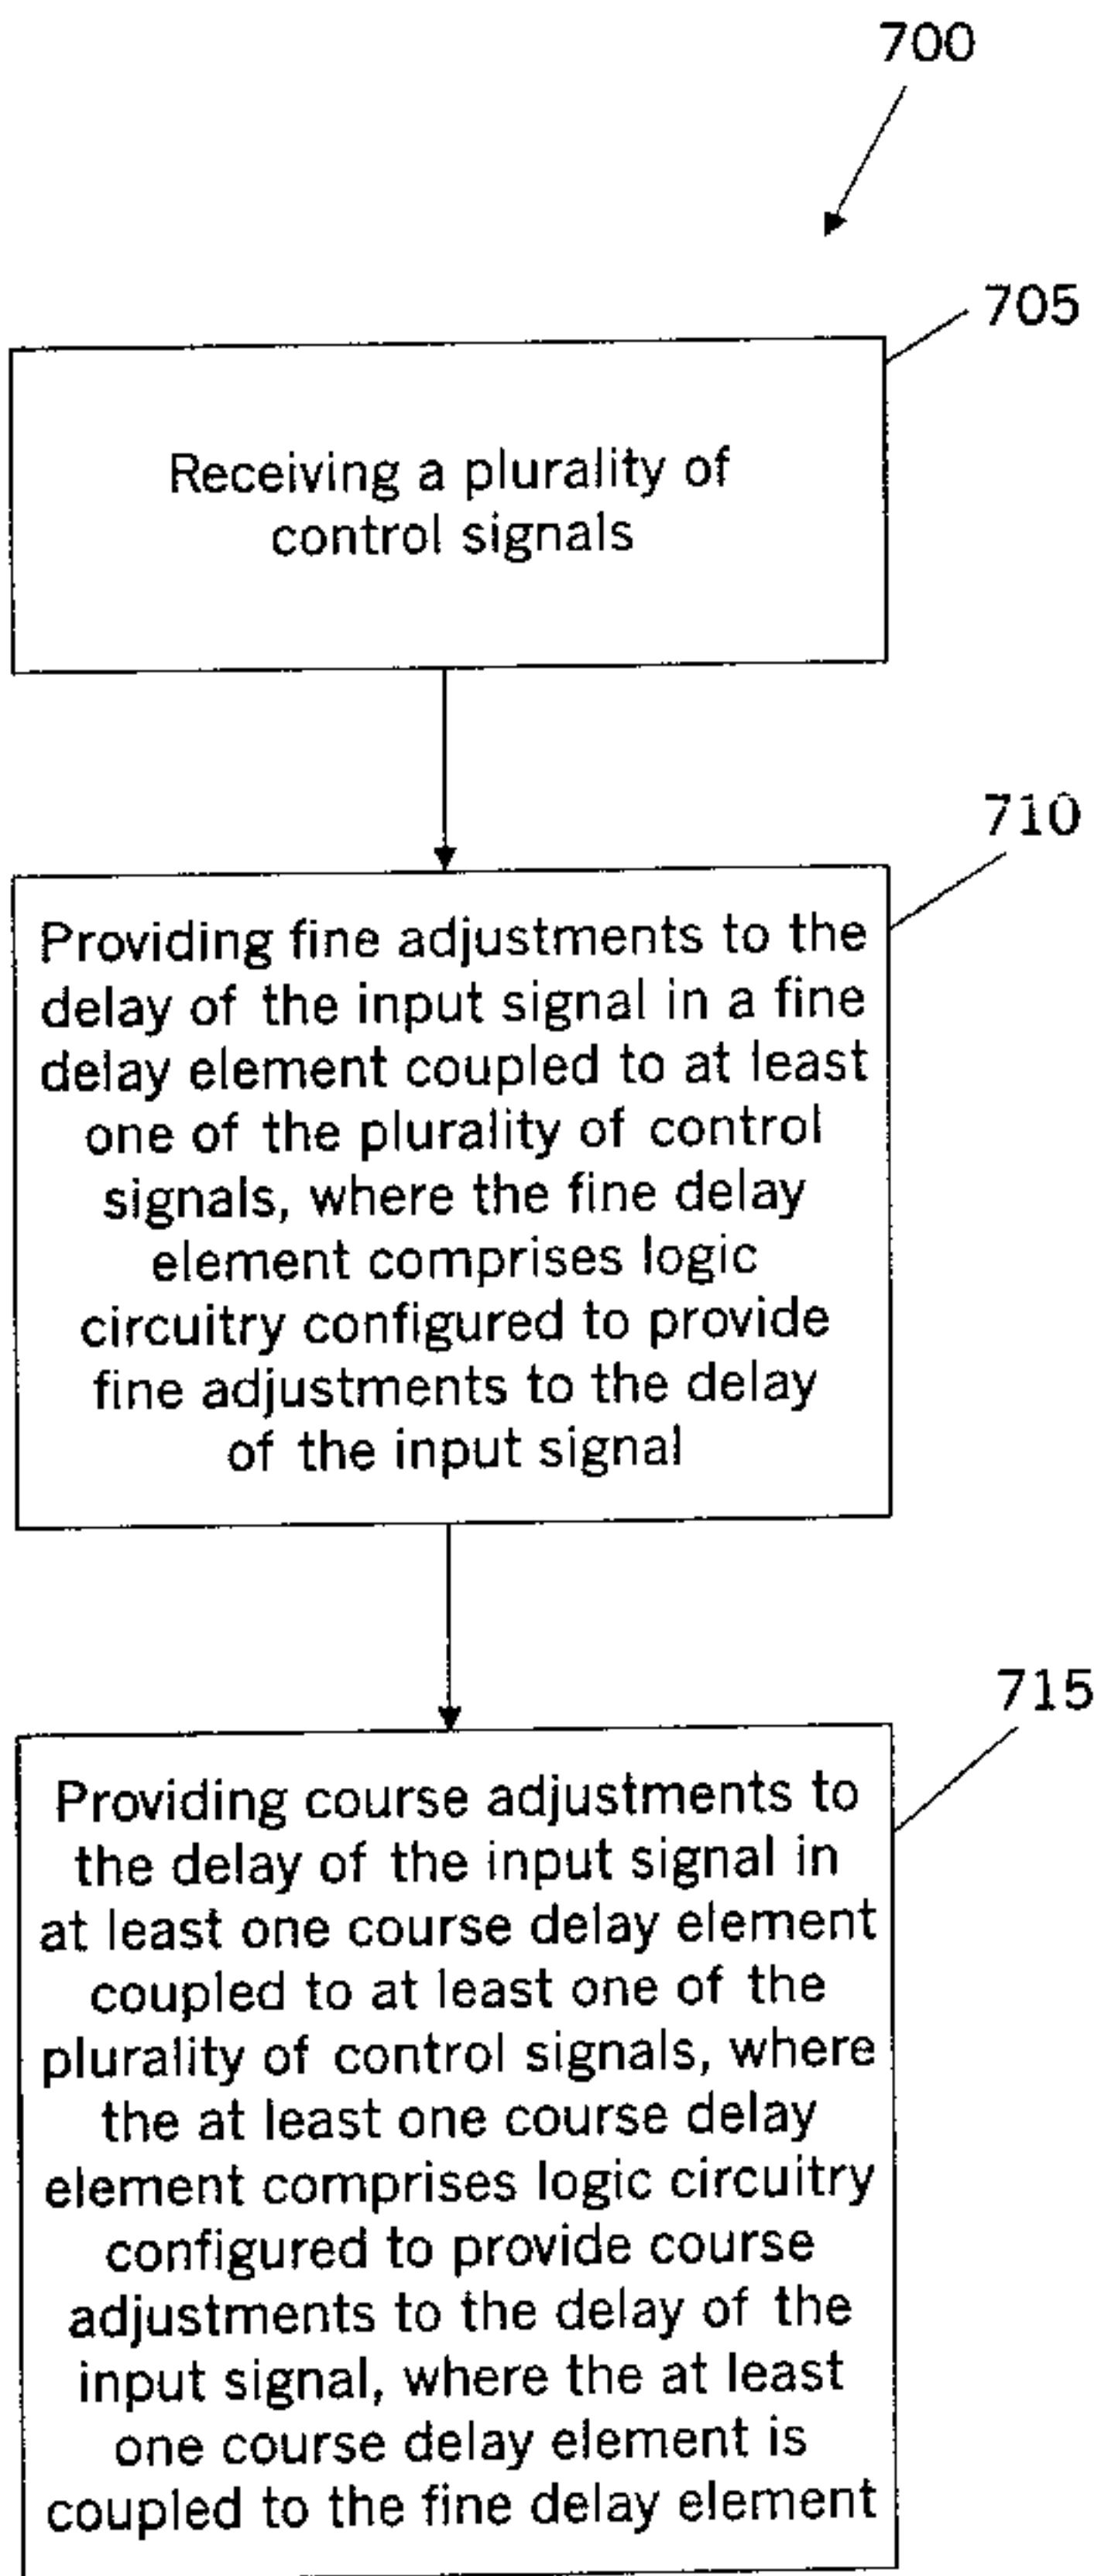 700
705
Receiving a plurality of
control signals
710
Providing fine adjustments to the
delay of the input signal in a fine
delay element coupled to at least
one of the plurality of control
signals, where the fine delay
element comprises logic
circuitry configured to provide
fine adjustments to the delay
of the input signal
715
Providing course adjustments to
the delay of the input signal in
at least one course delay element
coupled to at least one of the
plurality of control signals, where
the at least one course delay
element comprises logic circuitry
configured to provide course
adjustments to the delay of the
input signal, where the at least
one course delay element is
coupled to the fine delay element